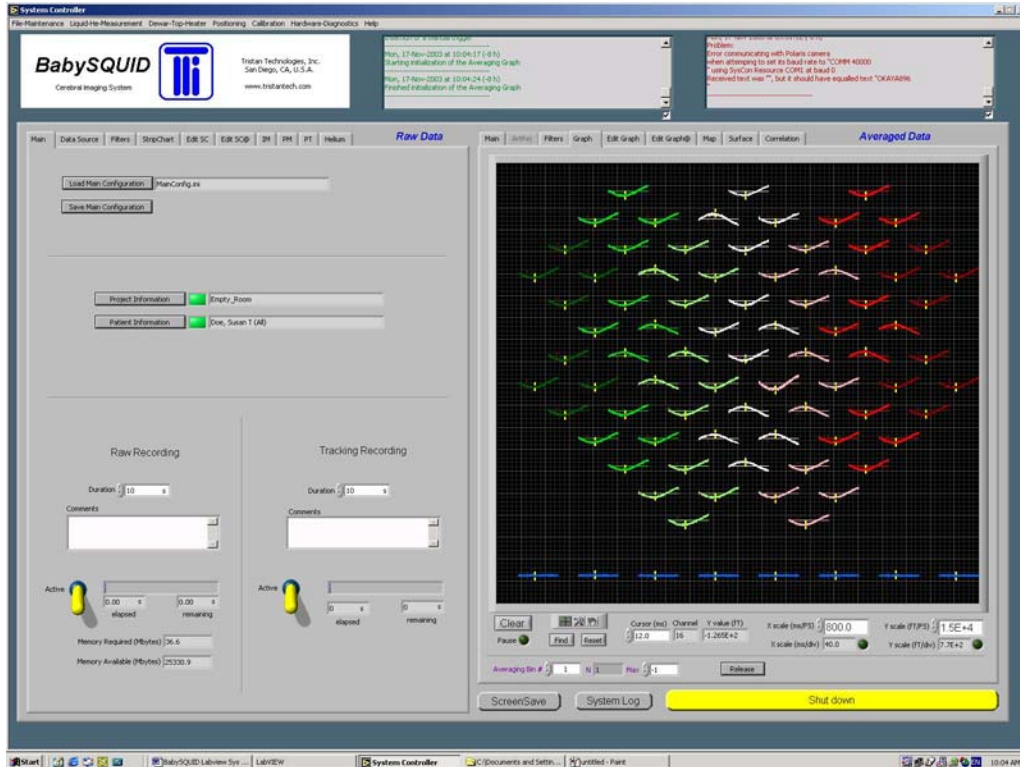 System Controller
File-Maintenance Liquid-He-Measurement Dewar-Top-Heater Positioning Calibration Hardware-Diagnostics Help
BabySQUID
Cerebral Imaging System
Tristan Technologies, Inc.
San Diego, CA, U.S.A.
www.tristantech.com
Mon, 17-Nov-2003 at 10:04:17 (-8 h)
Starting initialization of the Averaging Graph
Mon, 17-Nov-2003 at 10:04:24 (-8 h)
Finished initialization of the Averaging Graph
Problem:
Error communicating with Polaris camera
when attempting to set its baud rate to "COMM 40000
" using SysCon Resource COM1 at baud 0
Received text was "", but it should have equalled text "OKAYA896
"
Main Data Source Filters StripChart Edit SC Edit SC@ IM PM PT Helium Raw Data
Load Main Configuration MainConfig.ini
Save Main Configuration
Project Information Empty_Room
Patient Information Doe, Susan T (All)
Raw Recording
Duration 10 s
Comments
Active
0.00 s 0.00 s
elapsed remaining
Memory Required (Mbytes) 36.6
Memory Available (Mbytes) 25330.9
Tracking Recording
Duration 10 s
Comments
Active
0 s 0 s
elapsed remaining
Main Artifact Filters Graph Edit Graph Edit Graph@ Map Surface Correlation Averaged Data
Clear
Pause
Find Reset
Cursor (ms) Channel Y value (fT)
12.0 16 -1.265E+2
X scale (ms/FS) 800.0 Y scale (fT/FS) 1.5E+4
X scale (ms/div) 40.0 Y scale (fT/div) 7.7E+2
Averaging Bin # 1 N 1 Max -1 Release
ScreenSave System Log Shut down
Start BabySQUID Labview Sys ... LabVIEW System Controller C:\Documents and Settin... untitled - Paint EN 10:04 AM